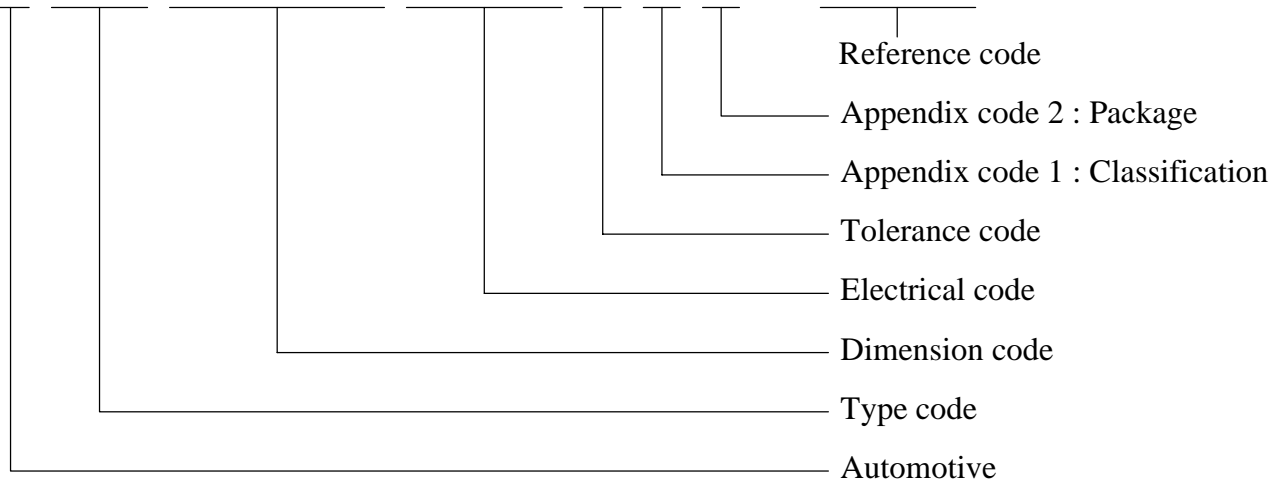 Reference code
Appendix code 2 : Package
Appendix code 1 : Classification
Tolerance code
Electrical code
Dimension code
Type code
Automotive